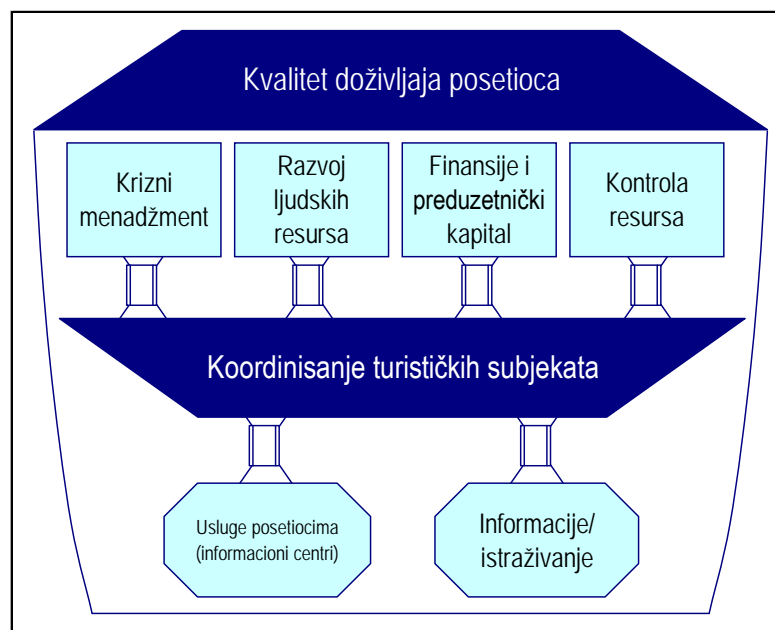 Kvalitet doživljaja posetioca
Krizni
menadžment
Razvoj
ljudskih
resursa
Finansije i
preduzetnički
kapital
Kontrola
resursa
Koordinisanje turističkih subjekata
Usluge posetiocima
(informacioni centri)
Informacije/
istraživanje